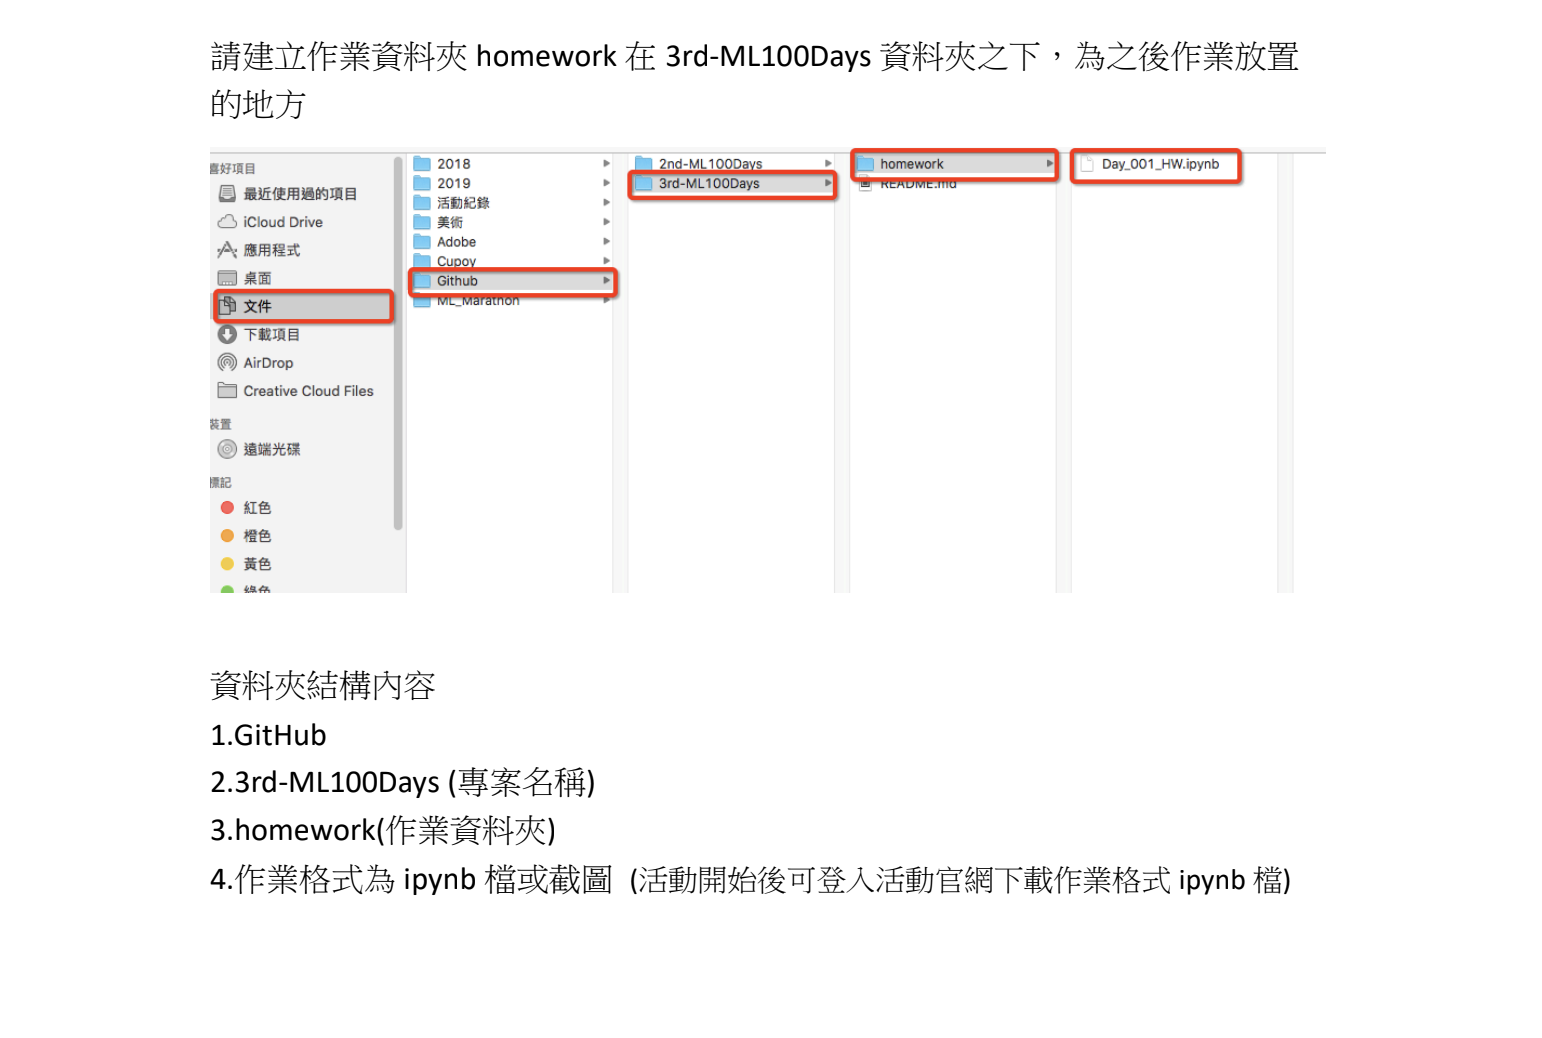 請建立作業資料夾 homework 在 3rd-ML100Days 資料夾之下，為之後作業放置
的地方
喜好項目
最近使用過的項目
iCloud Drive
應用程式
桌面
文件
下載項目
AirDrop
Creative Cloud Files
裝置
遠端光碟
標記
紅色
橙色
黃色
綠色
2018
2019
活動紀錄
美術
Adobe
Cupoy
Github
ML_Marathon
2nd-ML100Days
3rd-ML100Days
homework
README.md
Day_001_HW.ipynb
資料夾結構內容
1.GitHub
2.3rd-ML100Days (專案名稱)
3.homework(作業資料夾)
4.作業格式為 ipynb 檔或截圖 (活動開始後可登入活動官網下載作業格式 ipynb 檔)